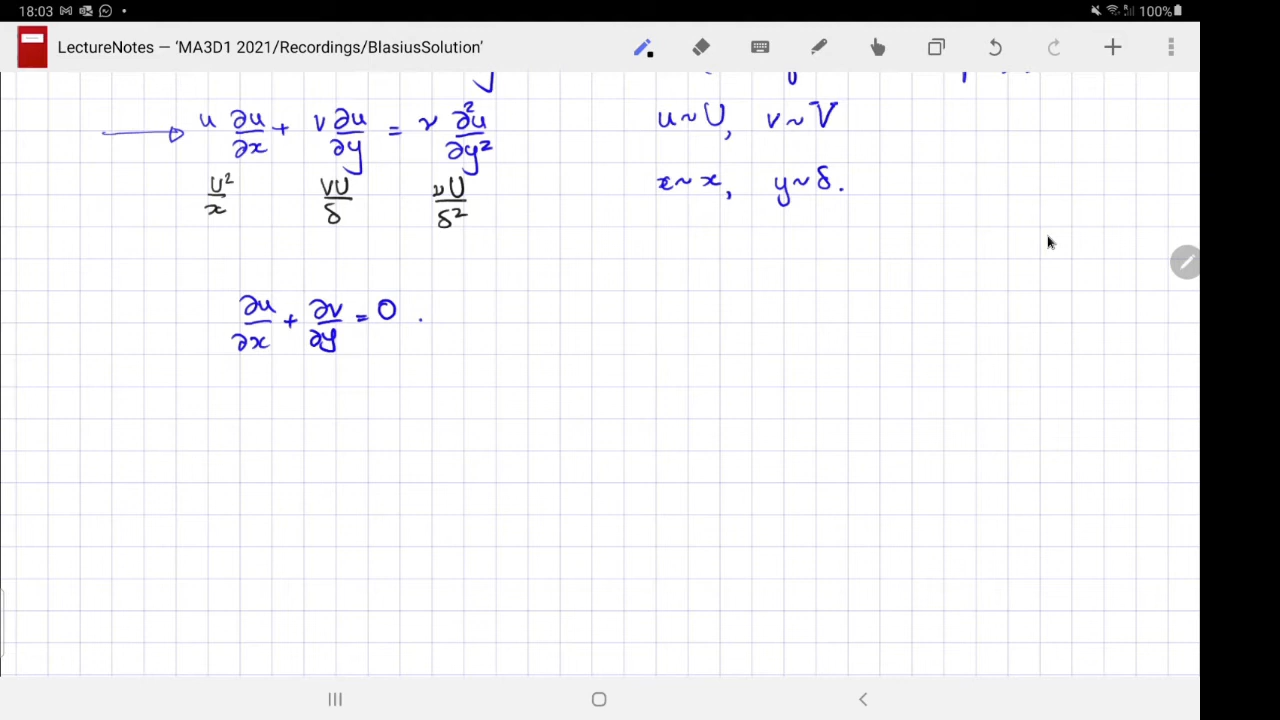 18:03
100%
LectureNotes — ‘MA3D1 2021/Recordings/BlasiusSolution’
u ∂u/∂x + v ∂u/∂y = ν ∂²u/∂y²
u ~ U, v ~ V
U²/x VU/δ νU/δ²
x ~ x, y ~ δ.
∂u/∂x + ∂v/∂y = 0 .